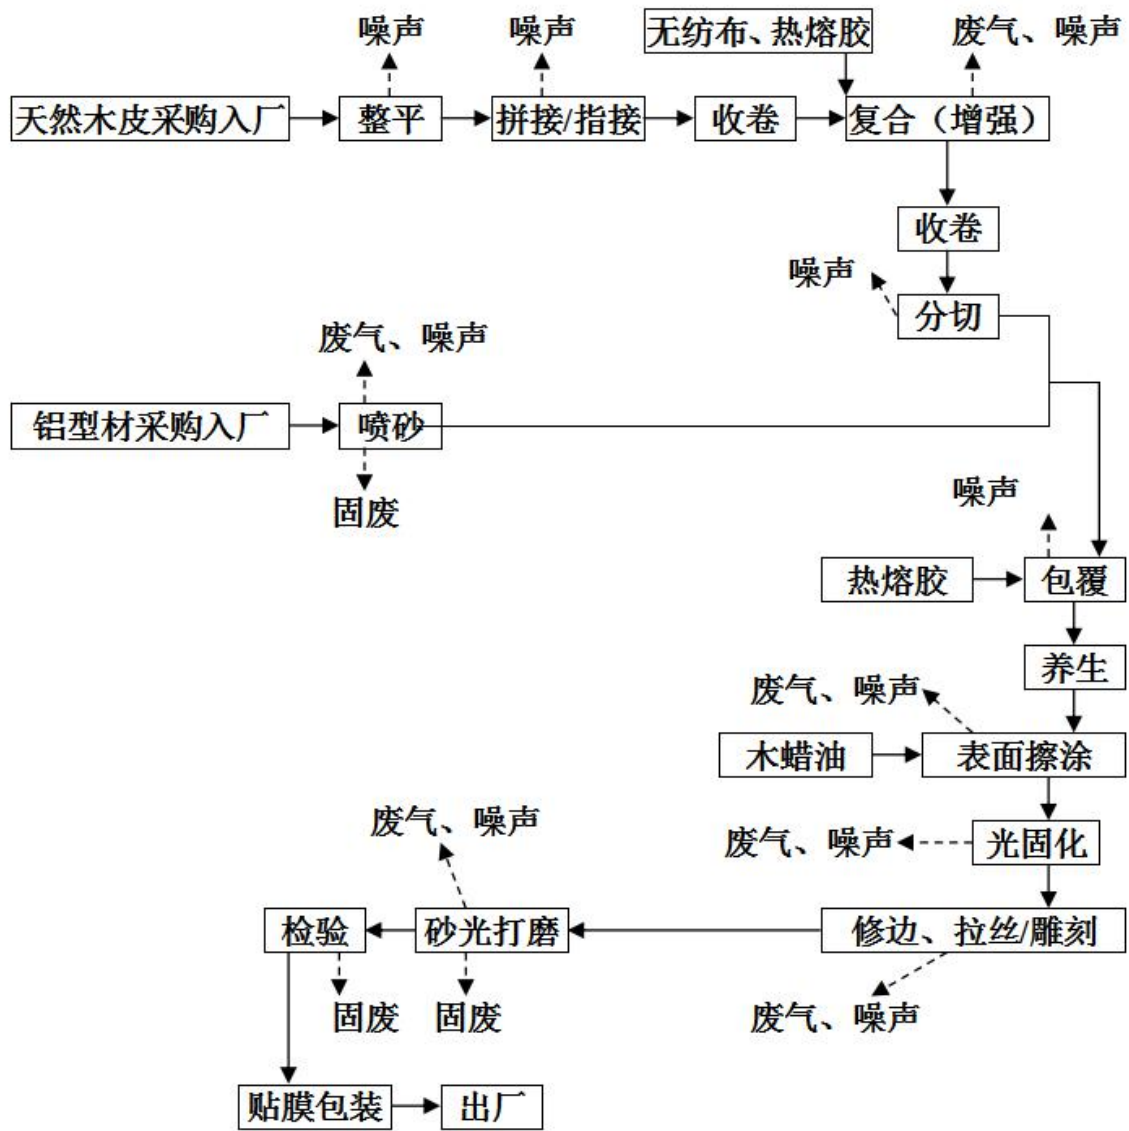 噪声
噪声
无纺布、热熔胶
废气、噪声
天然木皮采购入厂
整平
拼接/指接
收卷
复合（增强）
收卷
噪声
分切
废气、噪声
铝型材采购入厂
喷砂
固废
噪声
热熔胶
包覆
养生
废气、噪声
木蜡油
表面擦涂
废气、噪声
废气、噪声
光固化
检验
砂光打磨
修边、拉丝/雕刻
固废
固废
废气、噪声
贴膜包装
出厂